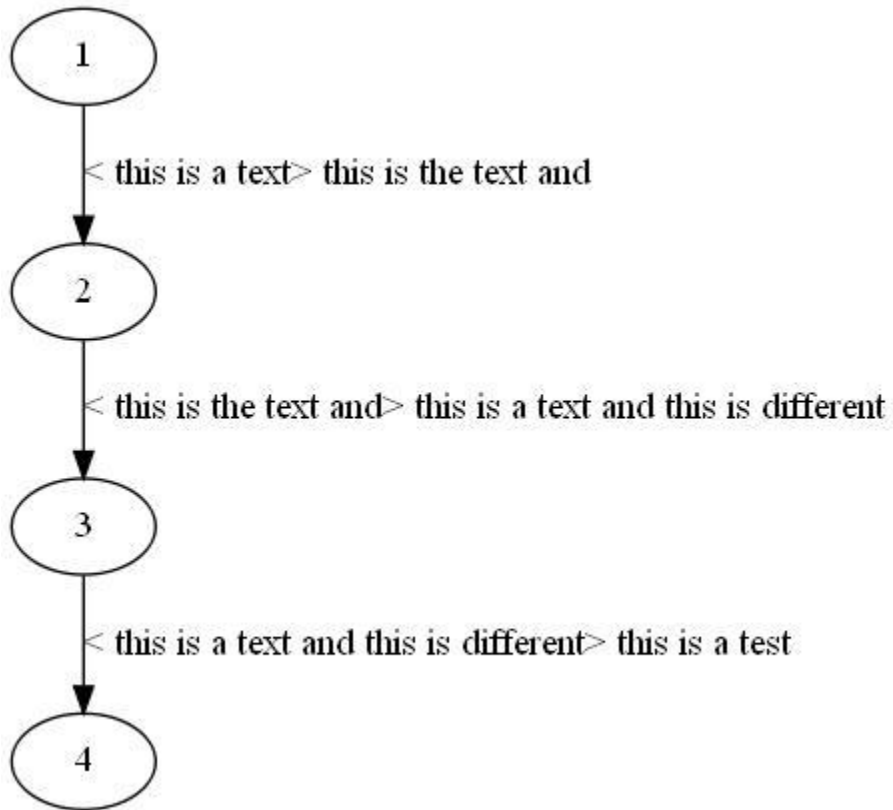 1
< this is a text> this is the text and
2
< this is the text and> this is a text and this is different
3
< this is a text and this is different> this is a test
4